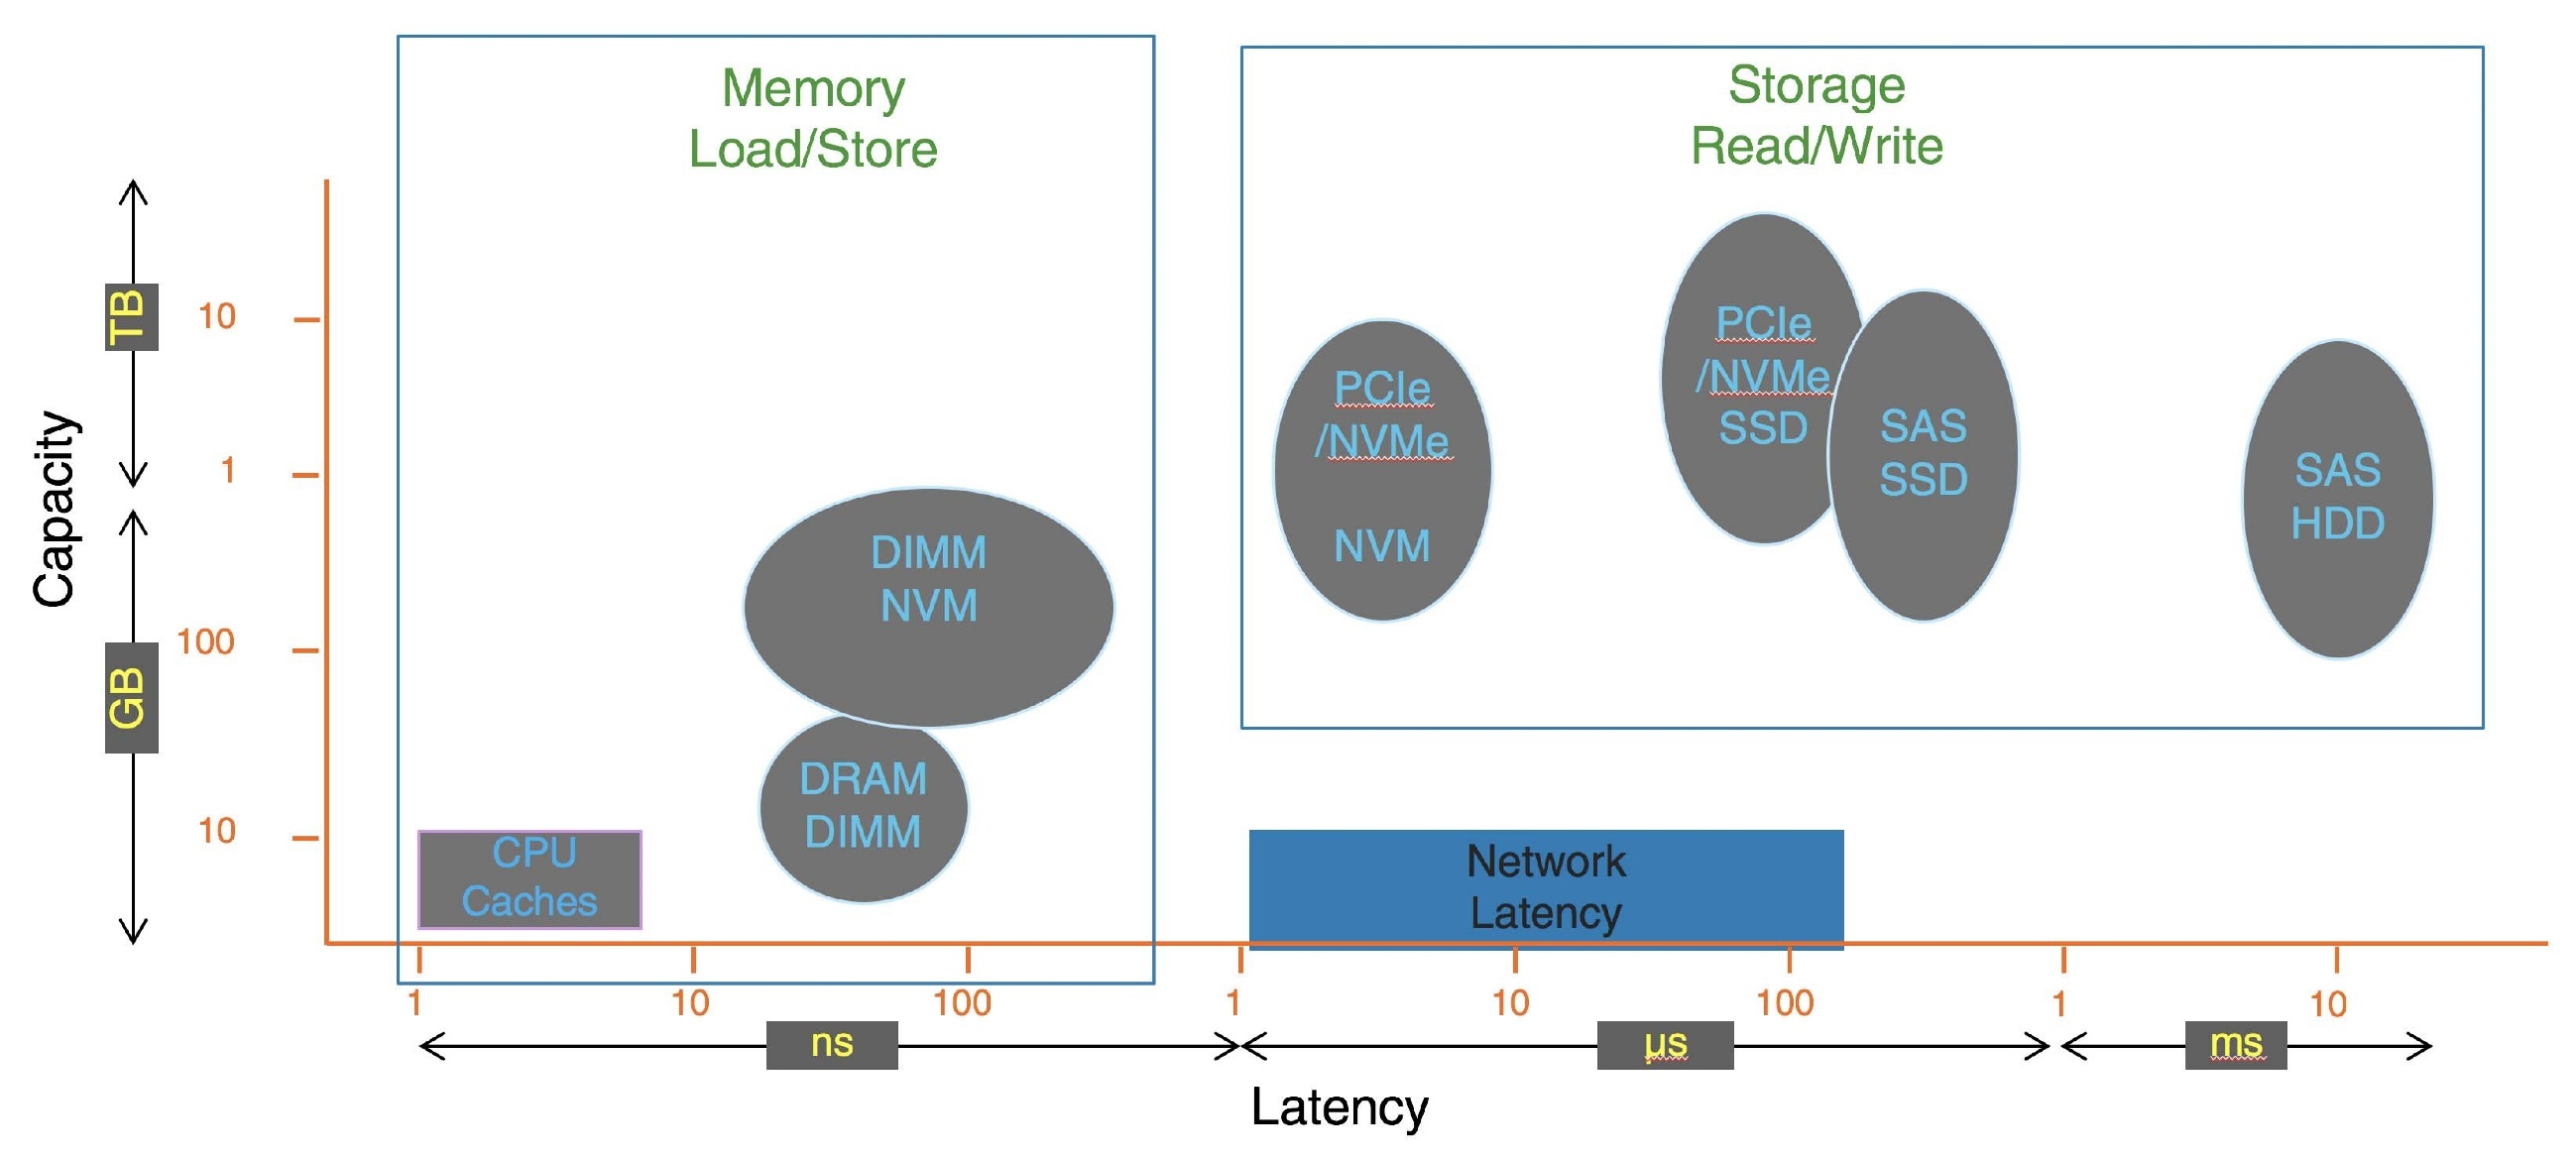 Memory
Load/Store
Storage
Read/Write
Capacity
TB
GB
10
1
100
10
PCIe
/NVMe
NVM
PCIe
/NVMe
SSD
SAS
SSD
SAS
HDD
DIMM
NVM
DRAM
DIMM
CPU
Caches
Network
Latency
1
10
100
1
10
100
1
10
ns
µs
ms
Latency